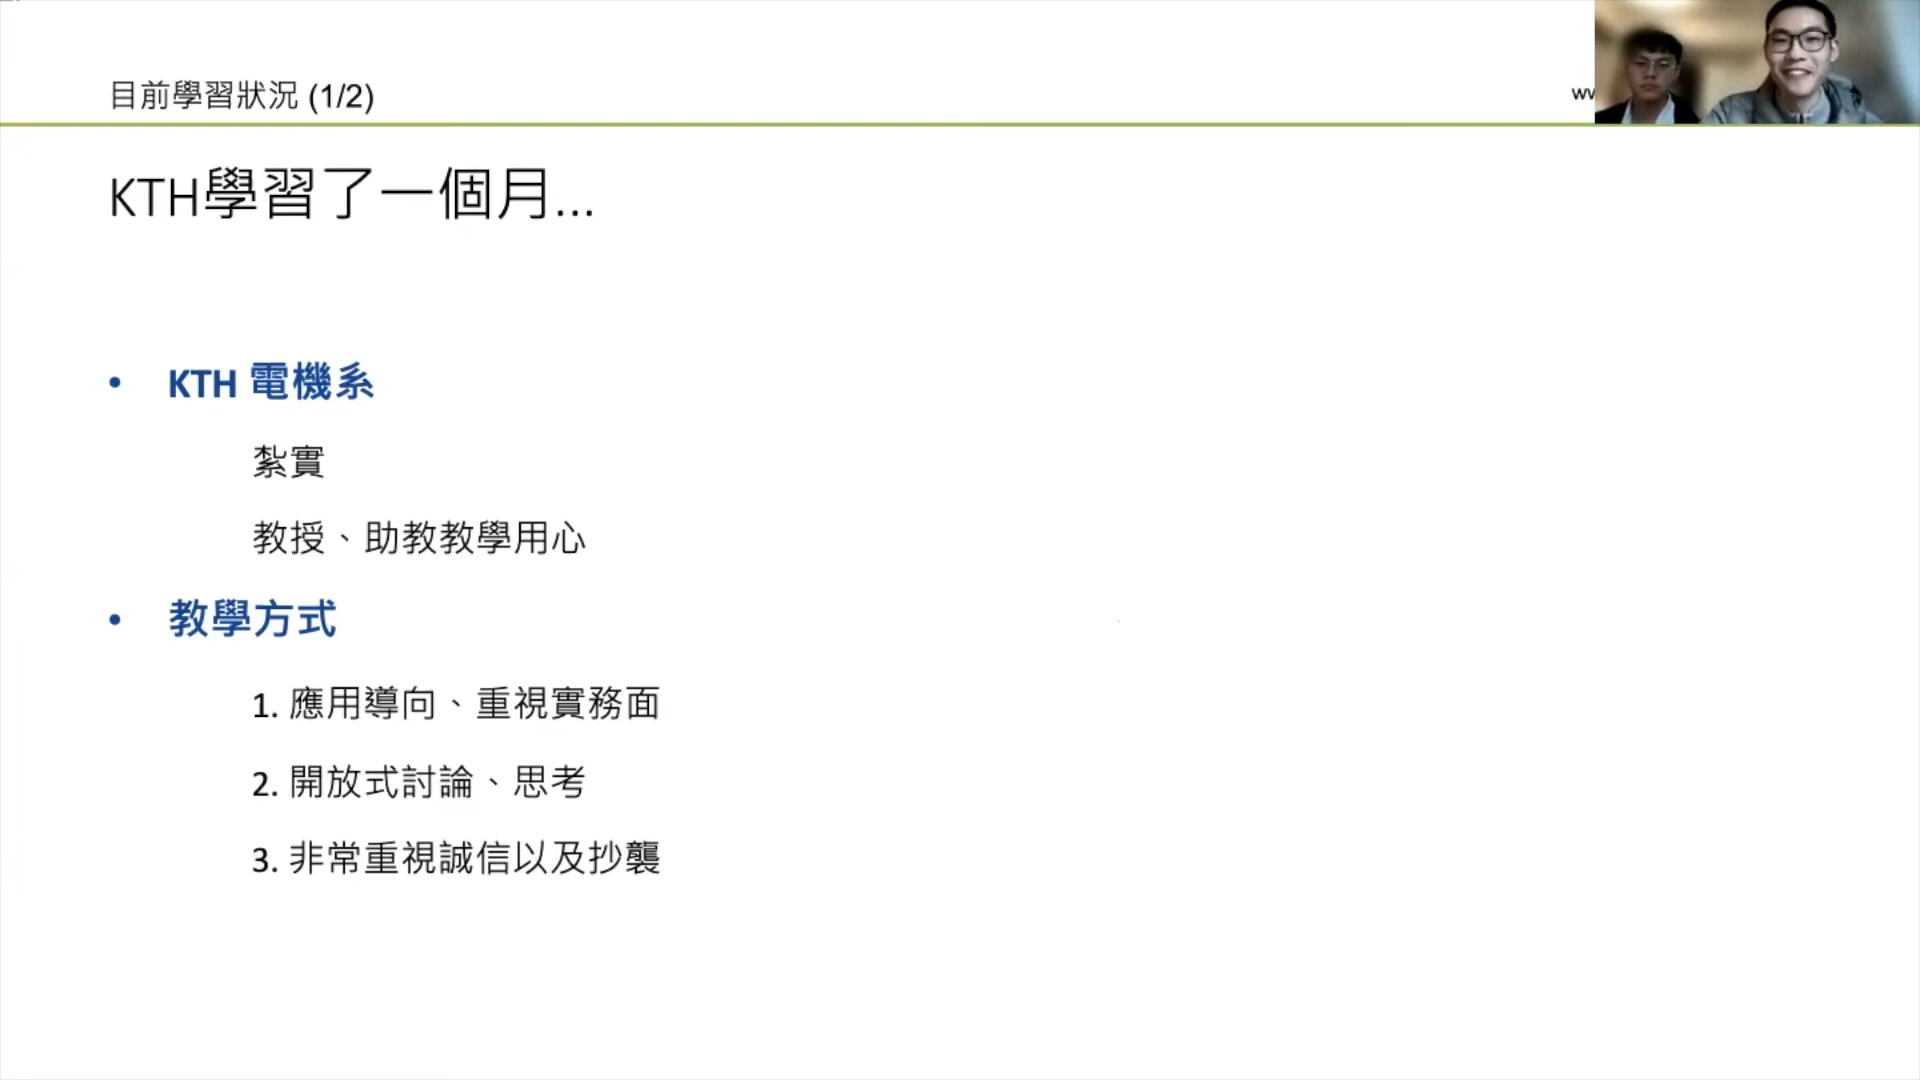 目前學習狀況 (1/2)
KTH學習了一個月...
• KTH 電機系
紮實
教授、助教教學用心
• 教學方式
1. 應用導向、重視實務面
2. 開放式討論、思考
3. 非常重視誠信以及抄襲